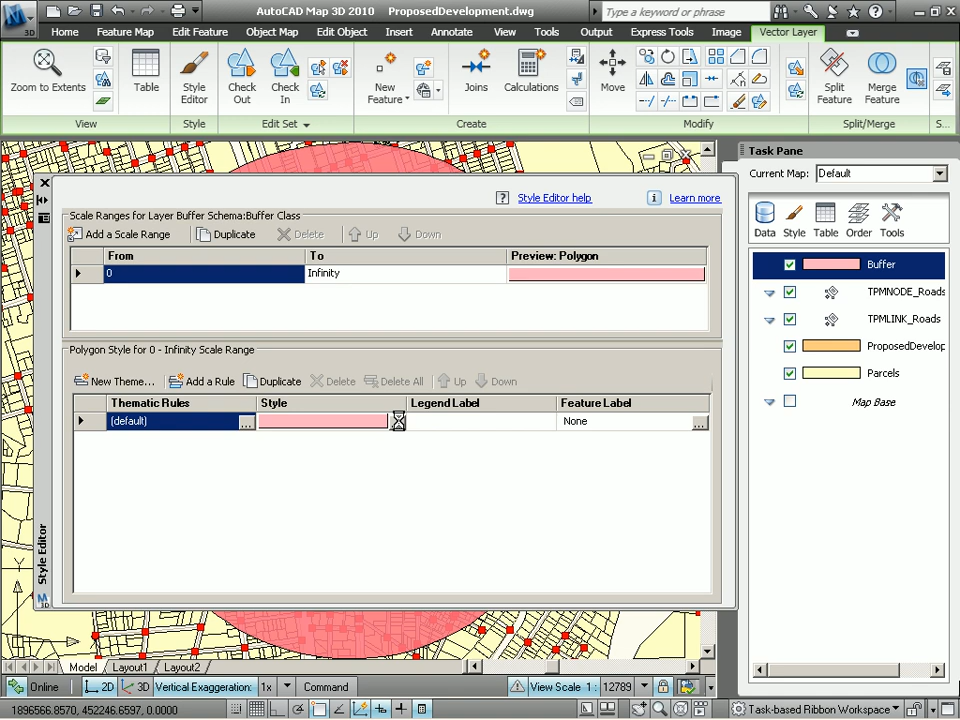 AutoCAD Map 3D 2010 ProposedDevelopment.dwg
Type a keyword or phrase
3D
Home Feature Map Edit Feature Object Map Edit Object Insert Annotate View Tools Output Express Tools Image Vector Layer
Zoom to Extents
Table
Style Editor
Check Out
Check In
New Feature
Joins
Calculations
Move
Split Feature
Merge Feature
View Style Edit Set Create Modify Split/Merge S...
Task Pane
Current Map: Default
Data Style Table Order Tools
Buffer
TPMNODE_Roads
TPMLINK_Roads
ProposedDevelop
Parcels
Map Base
Style Editor help Learn more
Scale Ranges for Layer Buffer Schema:Buffer Class
Add a Scale Range Duplicate Delete Up Down
From To Preview: Polygon
0 Infinity
Polygon Style for 0 - Infinity Scale Range
New Theme... Add a Rule Duplicate Delete Delete All Up Down
Thematic Rules Style Legend Label Feature Label
(default) ... None ...
Style Editor
3D
Y
X
Model Layout1 Layout2
Online 2D 3D Vertical Exaggeration: 1x Command View Scale 1 : 12789
1896566.8570, 452246.6597, 0.0000 Task-based Ribbon Workspace